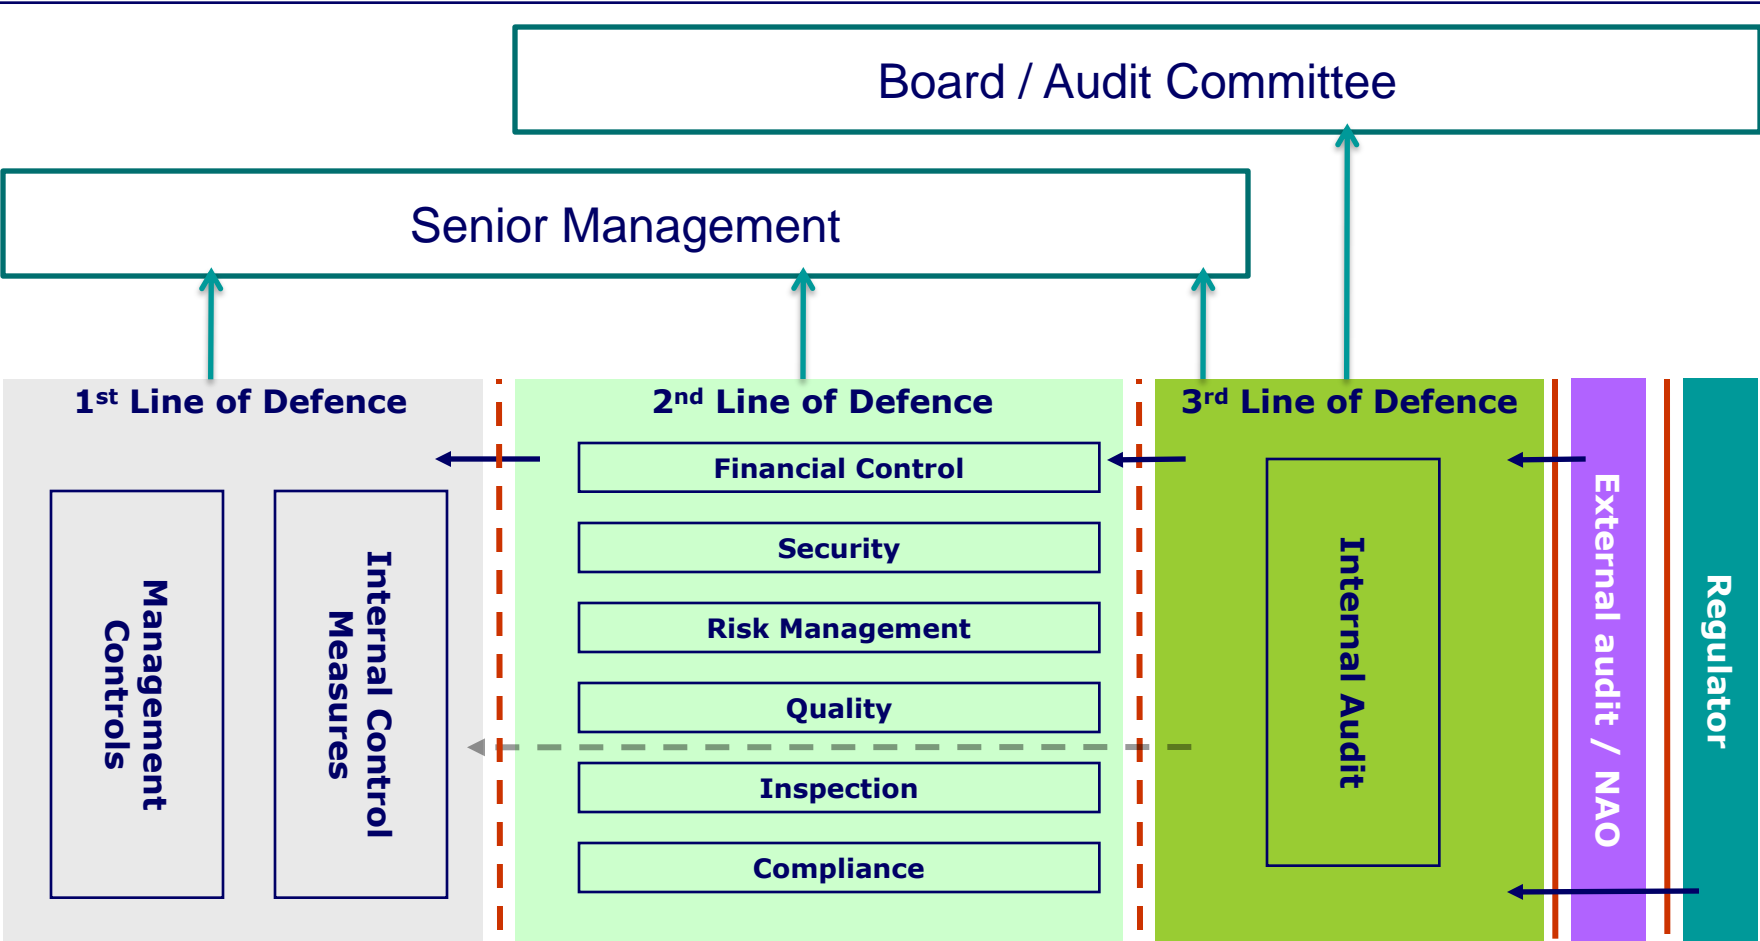 Board / Audit Committee
Senior Management
1st Line of Defence
Management
Controls
Internal Control
Measures
2nd Line of Defence
Financial Control
Security
Risk Management
Quality
Inspection
Compliance
3rd Line of Defence
Internal Audit
External audit / NAO
Regulator